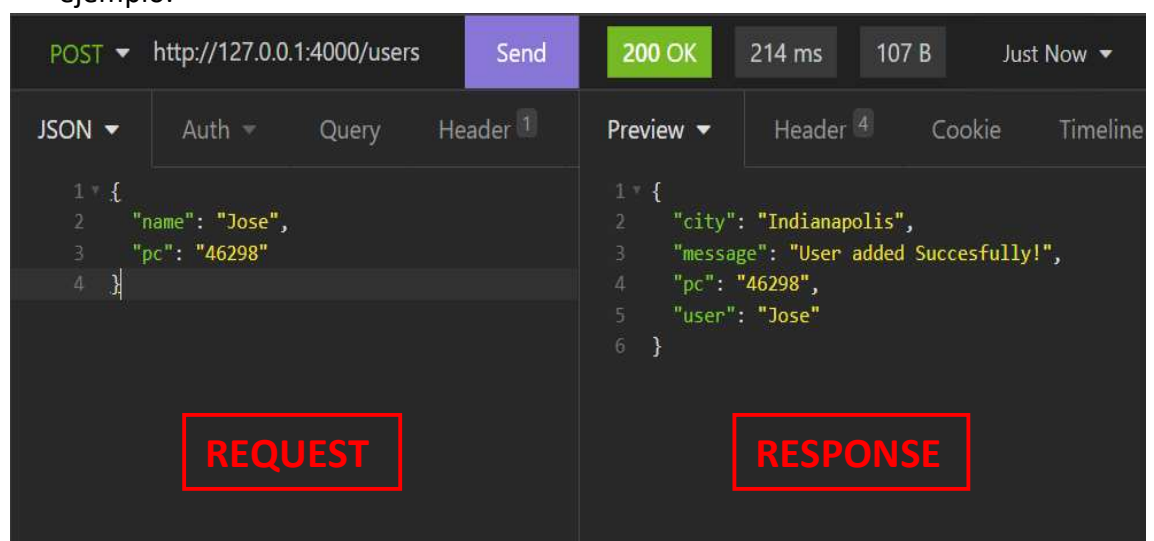 ejemplo:
POST http://127.0.0.1:4000/users Send 200 OK 214 ms 107 B Just Now
JSON Auth Query Header 1 Preview Header 4 Cookie Timeline
1 {
2 "name": "Jose",
3 "pc": "46298"
4 }
1 {
2 "city": "Indianapolis",
3 "message": "User added Succesfully!",
4 "pc": "46298",
5 "user": "Jose"
6 }
REQUEST
RESPONSE